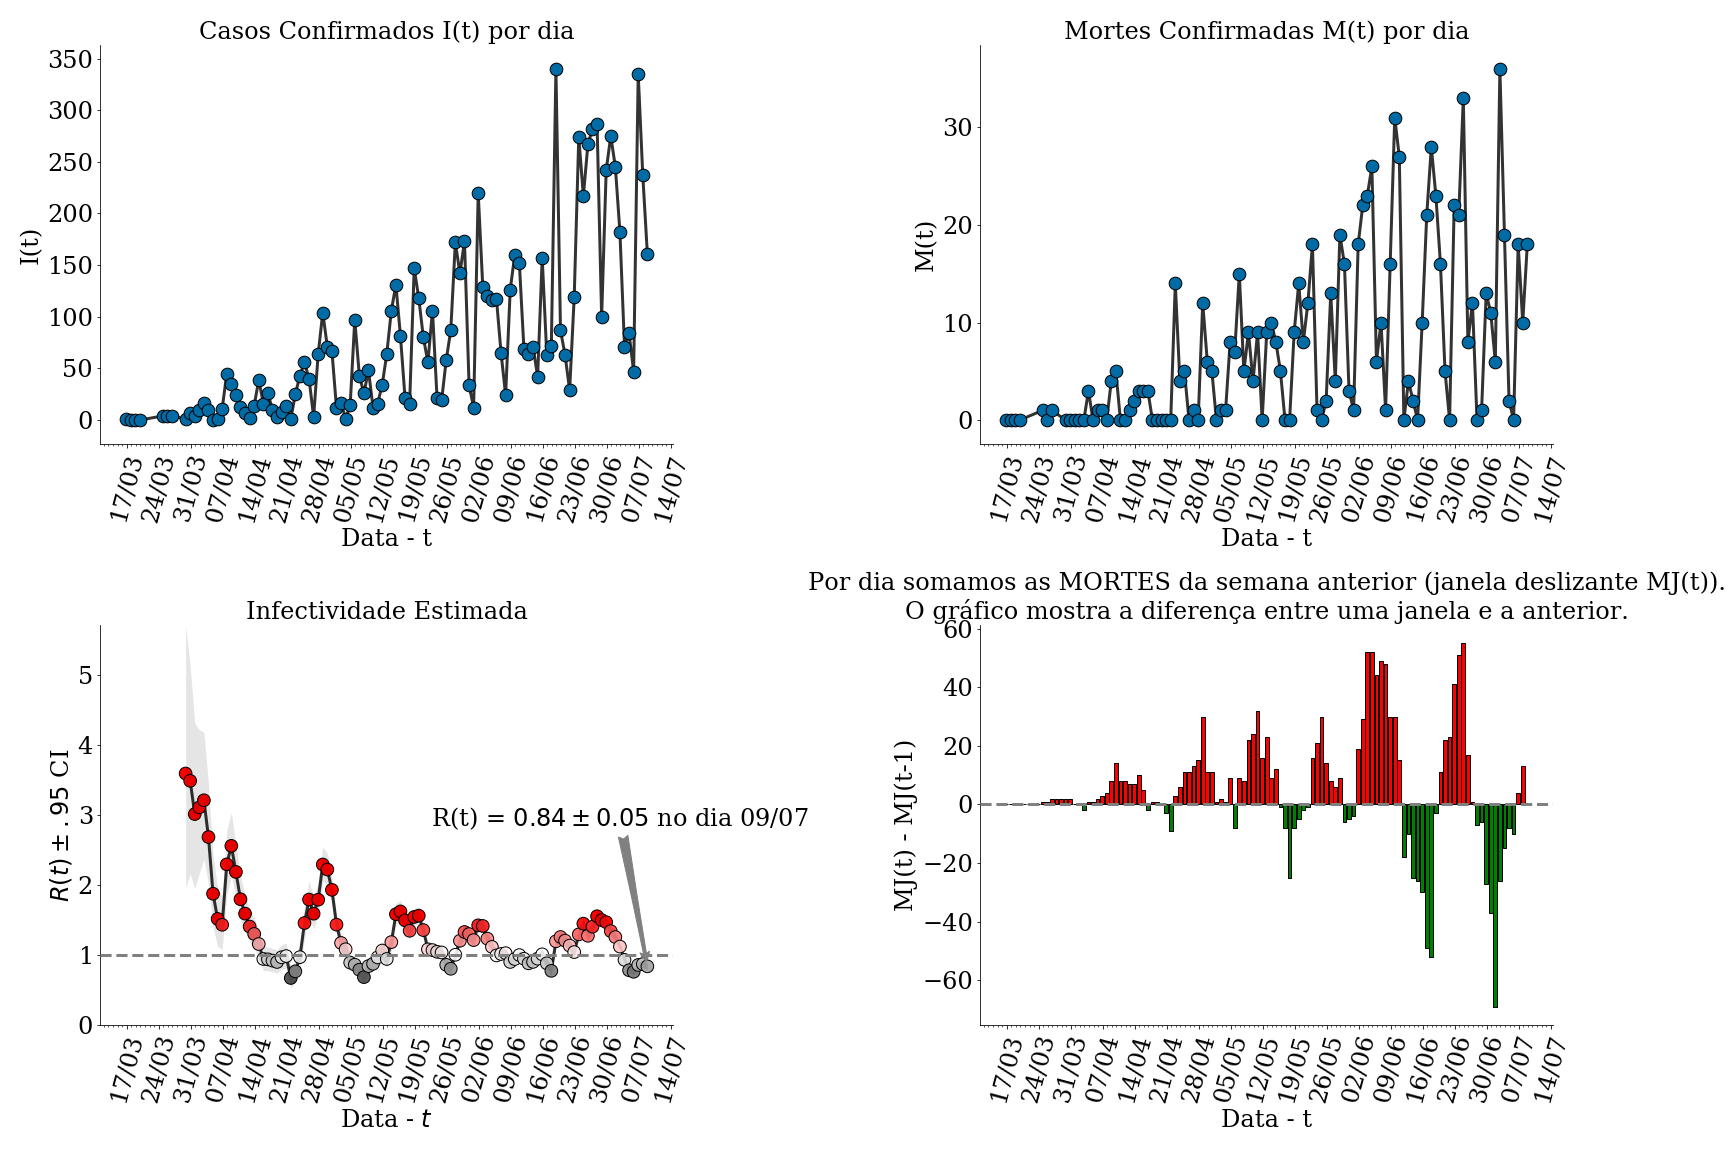 Casos Confirmados I(t) por dia
350
300
250
200
150
100
50
0
I(t)
17/03 24/03 31/03 07/04 14/04 21/04 28/04 05/05 12/05 19/05 26/05 02/06 09/06 16/06 23/06 30/06 07/07 14/07
Data - t
Mortes Confirmadas M(t) por dia
30
20
10
0
M(t)
17/03 24/03 31/03 07/04 14/04 21/04 28/04 05/05 12/05 19/05 26/05 02/06 09/06 16/06 23/06 30/06 07/07 14/07
Data - t
Infectividade Estimada
5
4
3
2
1
0
R(t) ± .95 CI
R(t) = 0.84 ± 0.05 no dia 09/07
17/03 24/03 31/03 07/04 14/04 21/04 28/04 05/05 12/05 19/05 26/05 02/06 09/06 16/06 23/06 30/06 07/07 14/07
Data - t
Por dia somamos as MORTES da semana anterior (janela deslizante MJ(t)).
O gráfico mostra a diferença entre uma janela e a anterior.
60
40
20
0
−20
−40
−60
MJ(t) - MJ(t-1)
17/03 24/03 31/03 07/04 14/04 21/04 28/04 05/05 12/05 19/05 26/05 02/06 09/06 16/06 23/06 30/06 07/07 14/07
Data - t